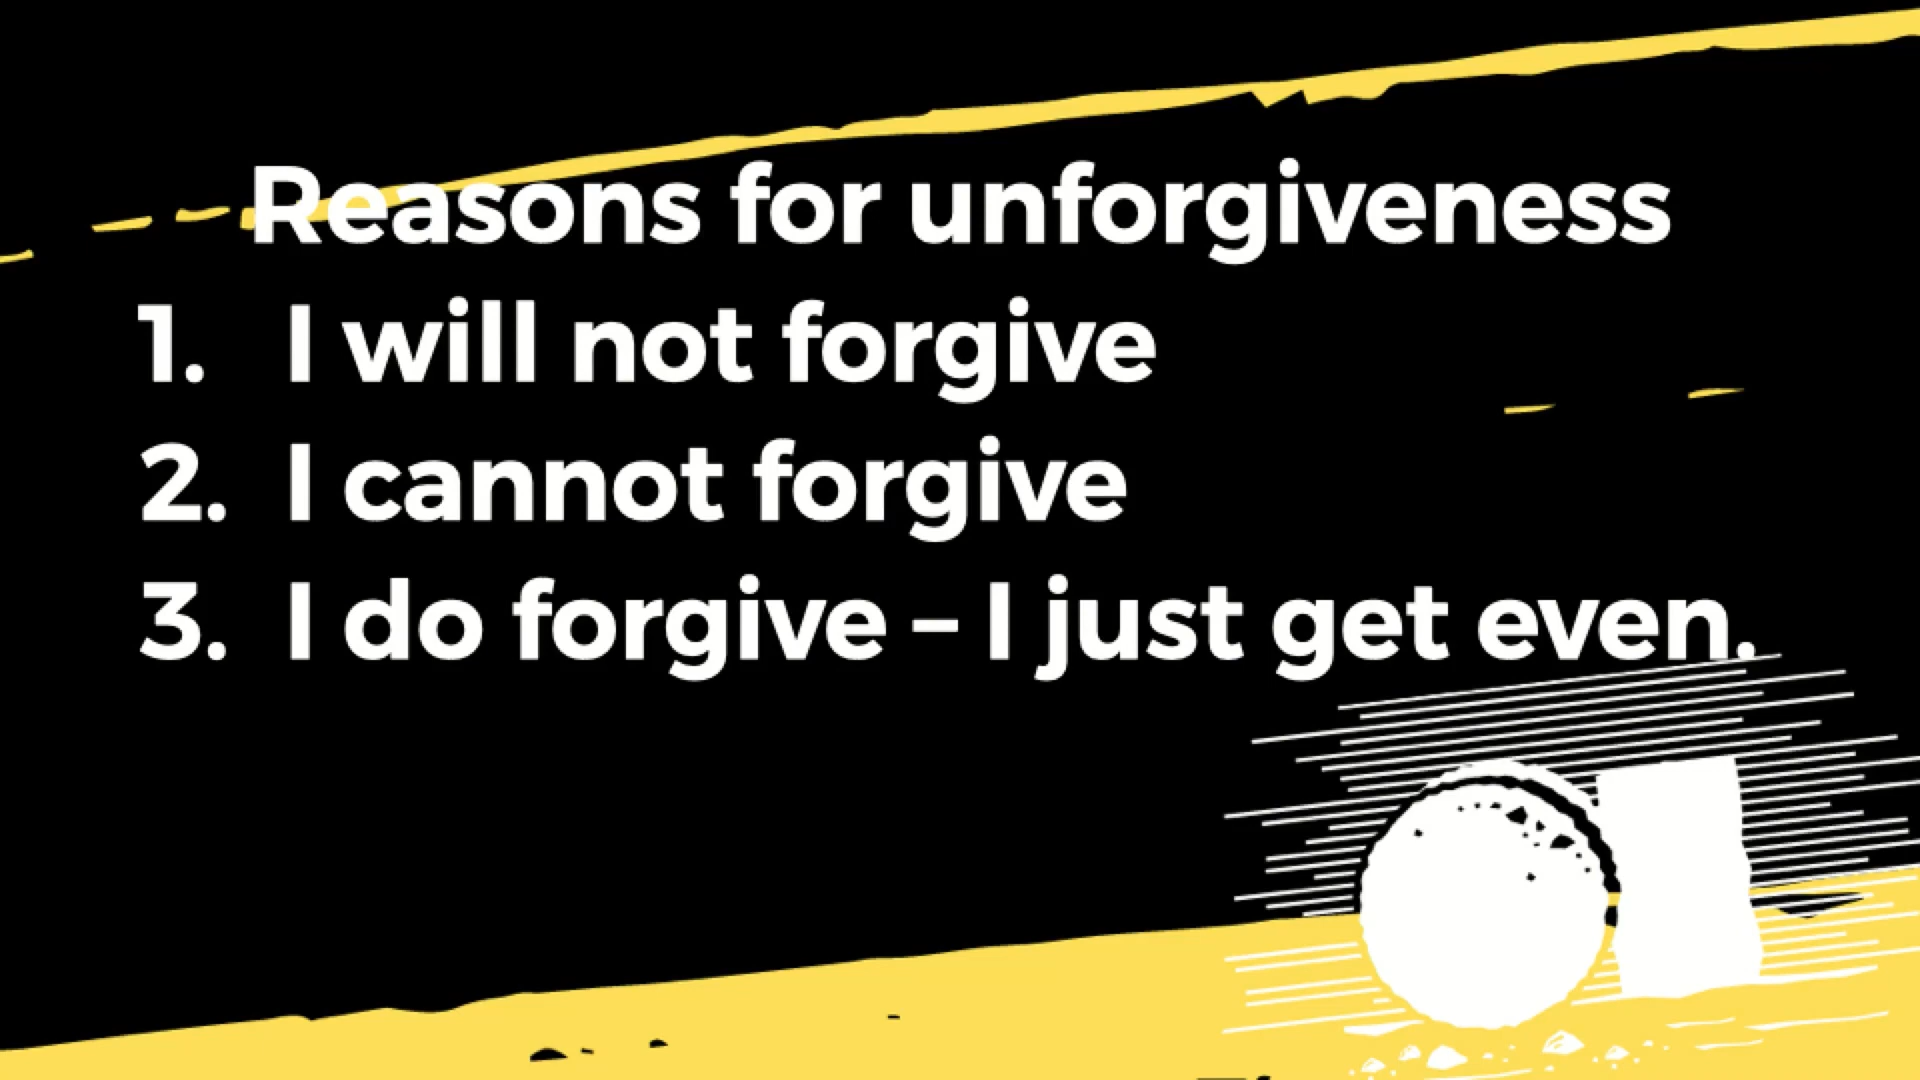 Reasons for unforgiveness
1. I will not forgive
2. I cannot forgive
3. I do forgive – I just get even.